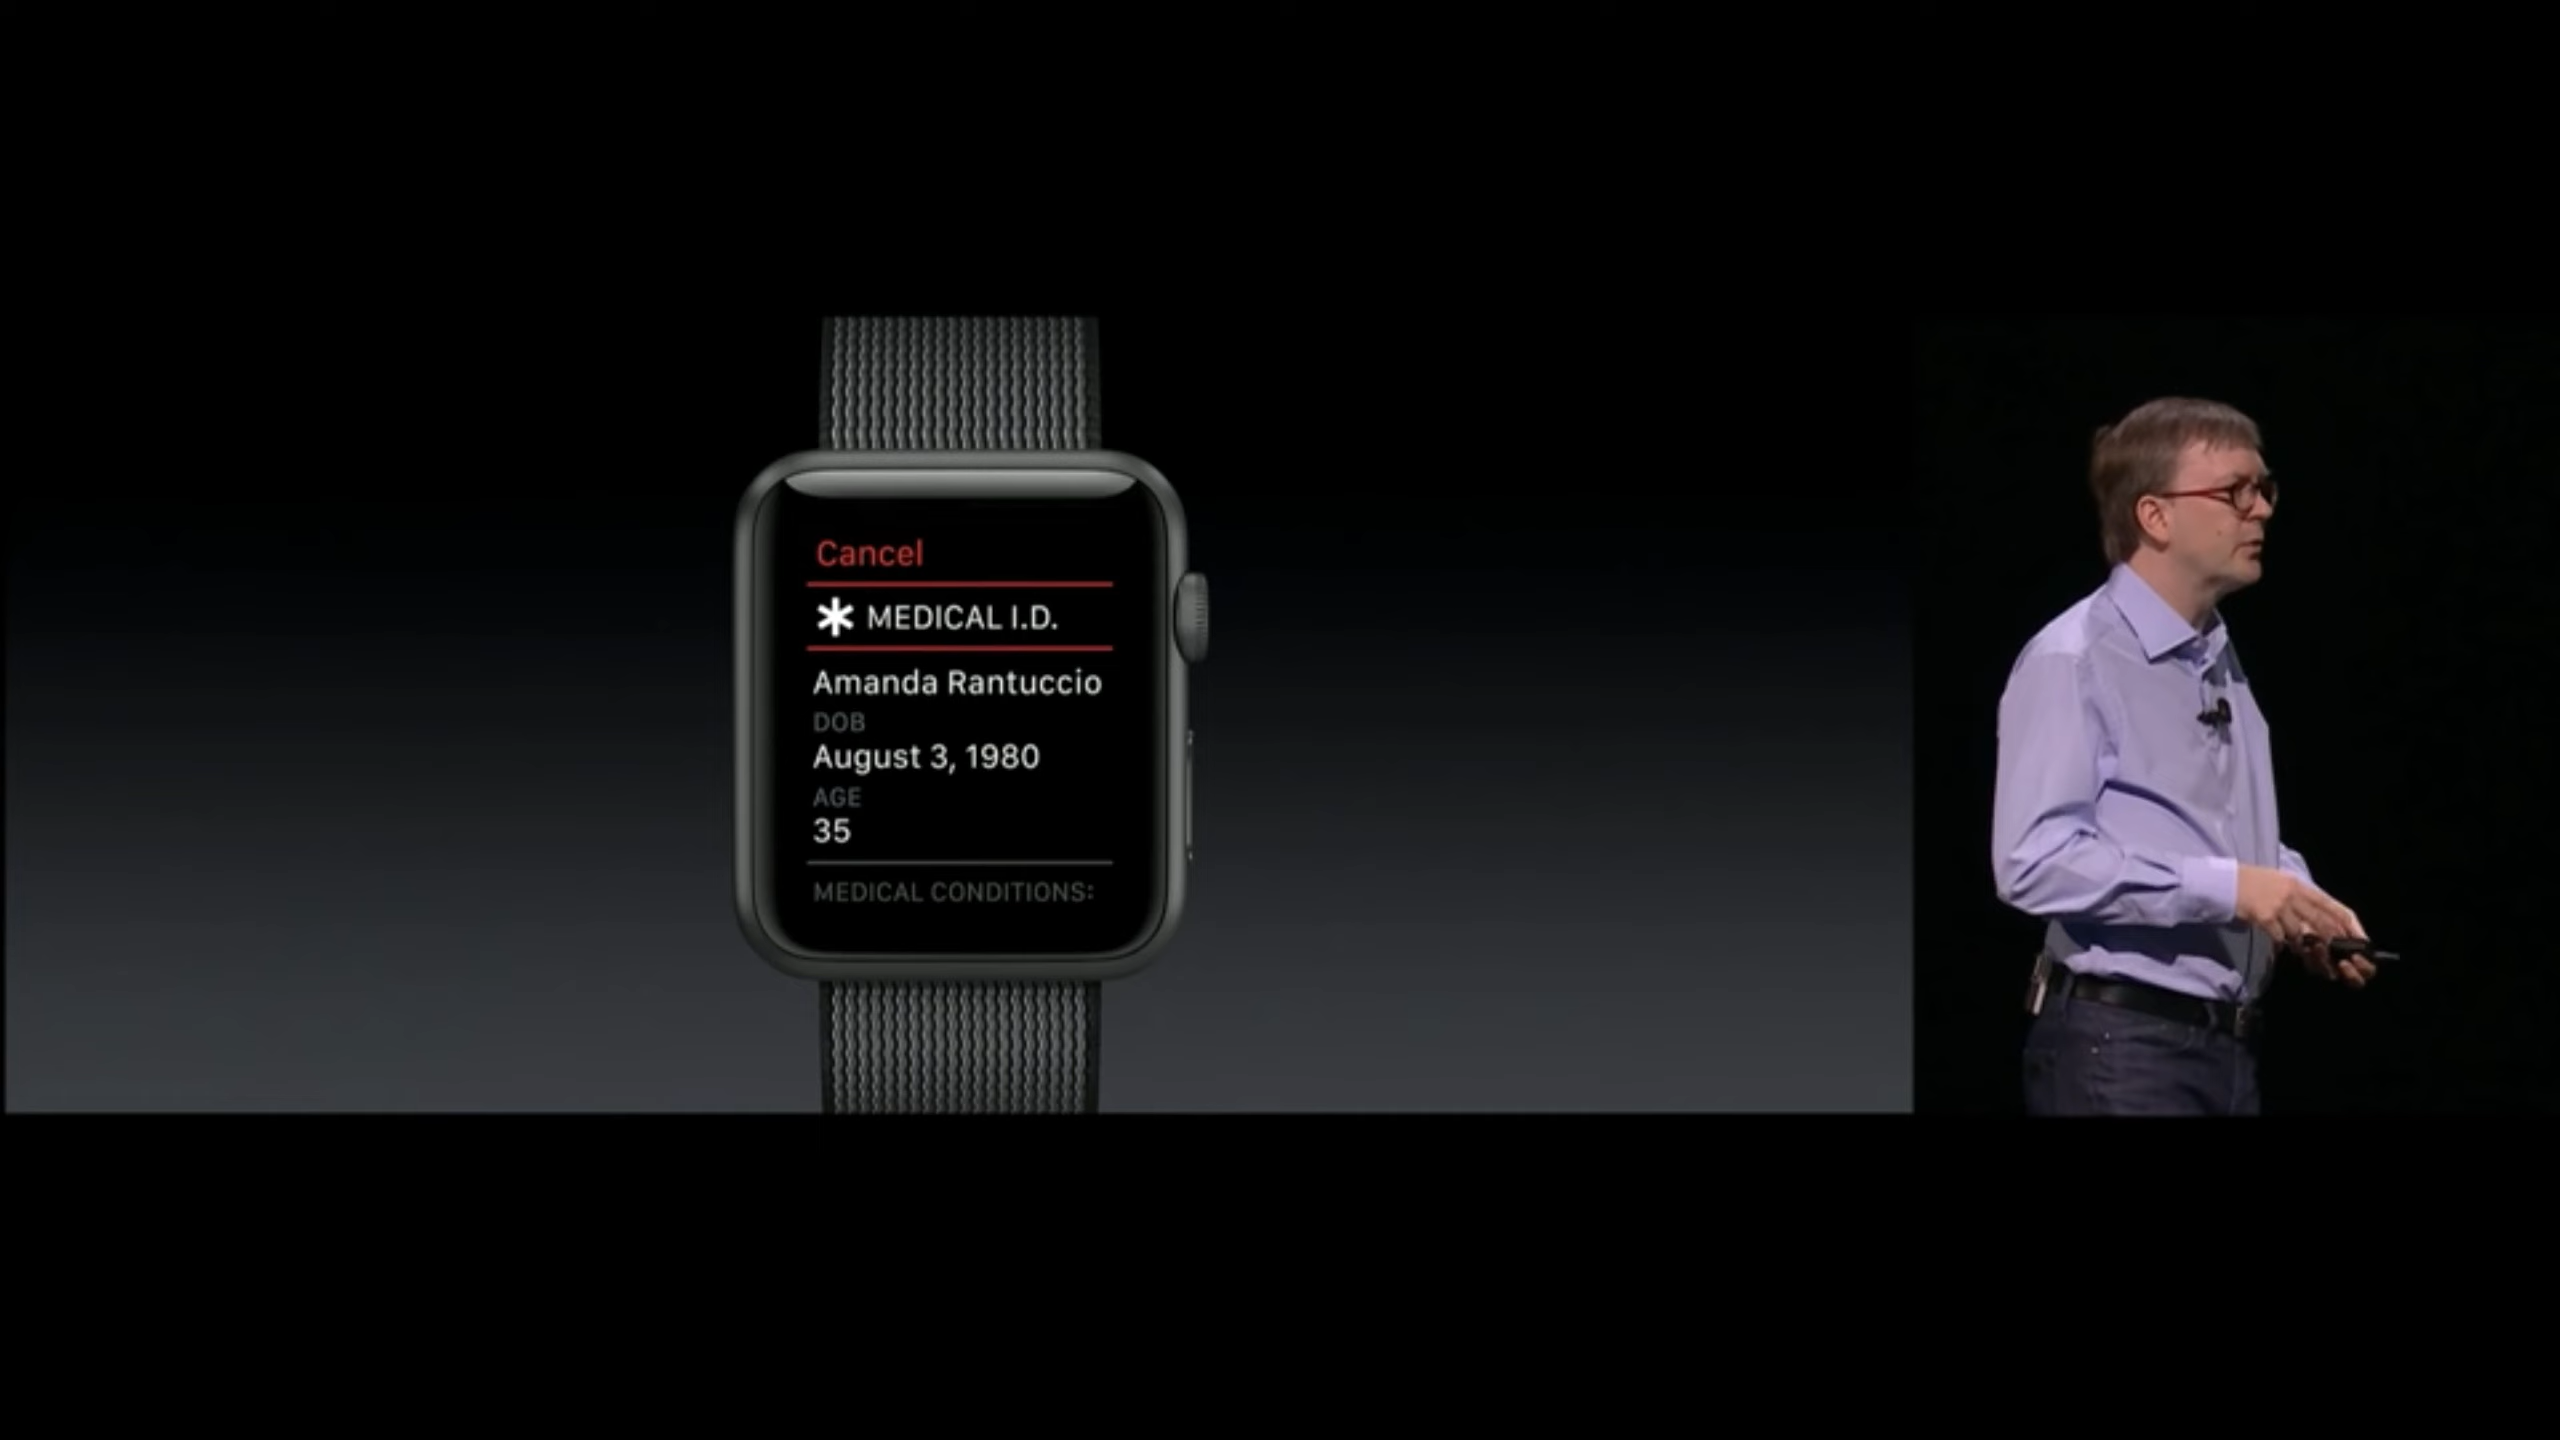 Cancel
* MEDICAL I.D.
Amanda Rantuccio
DOB
August 3, 1980
AGE
35
MEDICAL CONDITIONS: